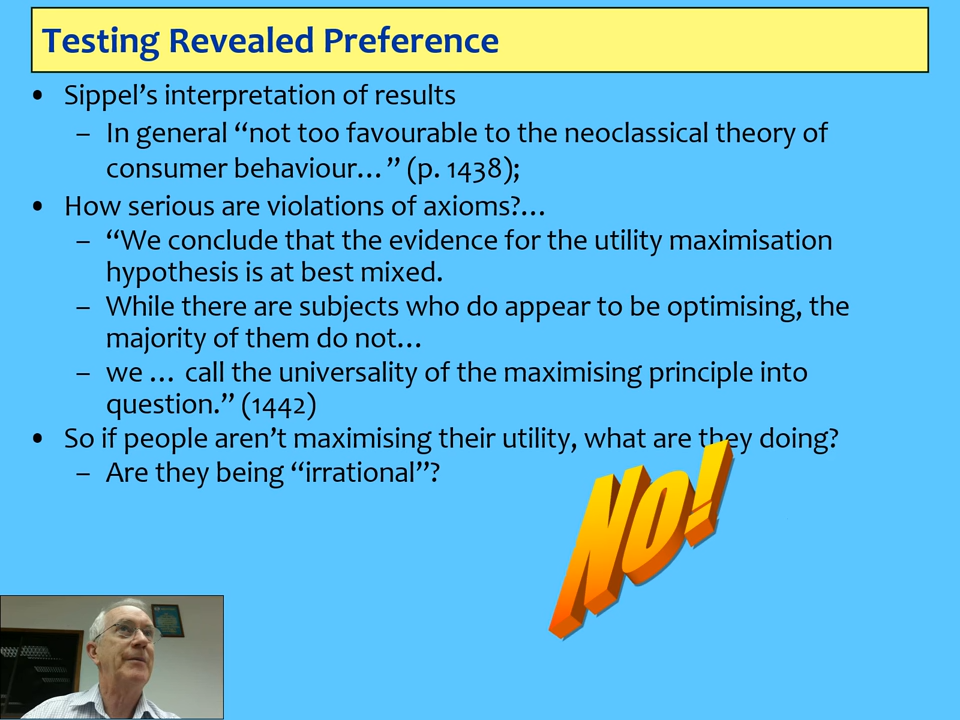 Testing Revealed Preference
• Sippel’s interpretation of results
– In general “not too favourable to the neoclassical theory of
consumer behaviour…” (p. 1438);
• How serious are violations of axioms?…
– “We conclude that the evidence for the utility maximisation
hypothesis is at best mixed.
– While there are subjects who do appear to be optimising, the
majority of them do not…
– we … call the universality of the maximising principle into
question.” (1442)
• So if people aren’t maximising their utility, what are they doing?
– Are they being “irrational”?
No!